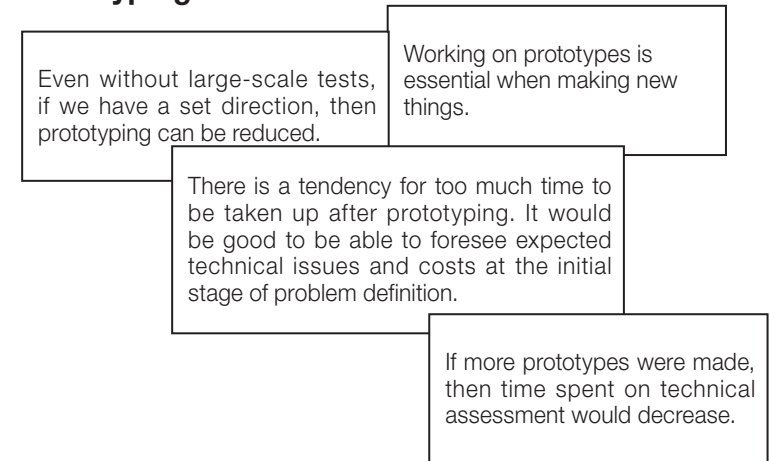 Working on prototypes is
essential when making new
things.
Even without large-scale tests,
if we have a set direction, then
prototyping can be reduced.
There is a tendency for too much time to
be taken up after prototyping. It would
be good to be able to foresee expected
technical issues and costs at the initial
stage of problem definition.
If more prototypes were made,
then time spent on technical
assessment would decrease.